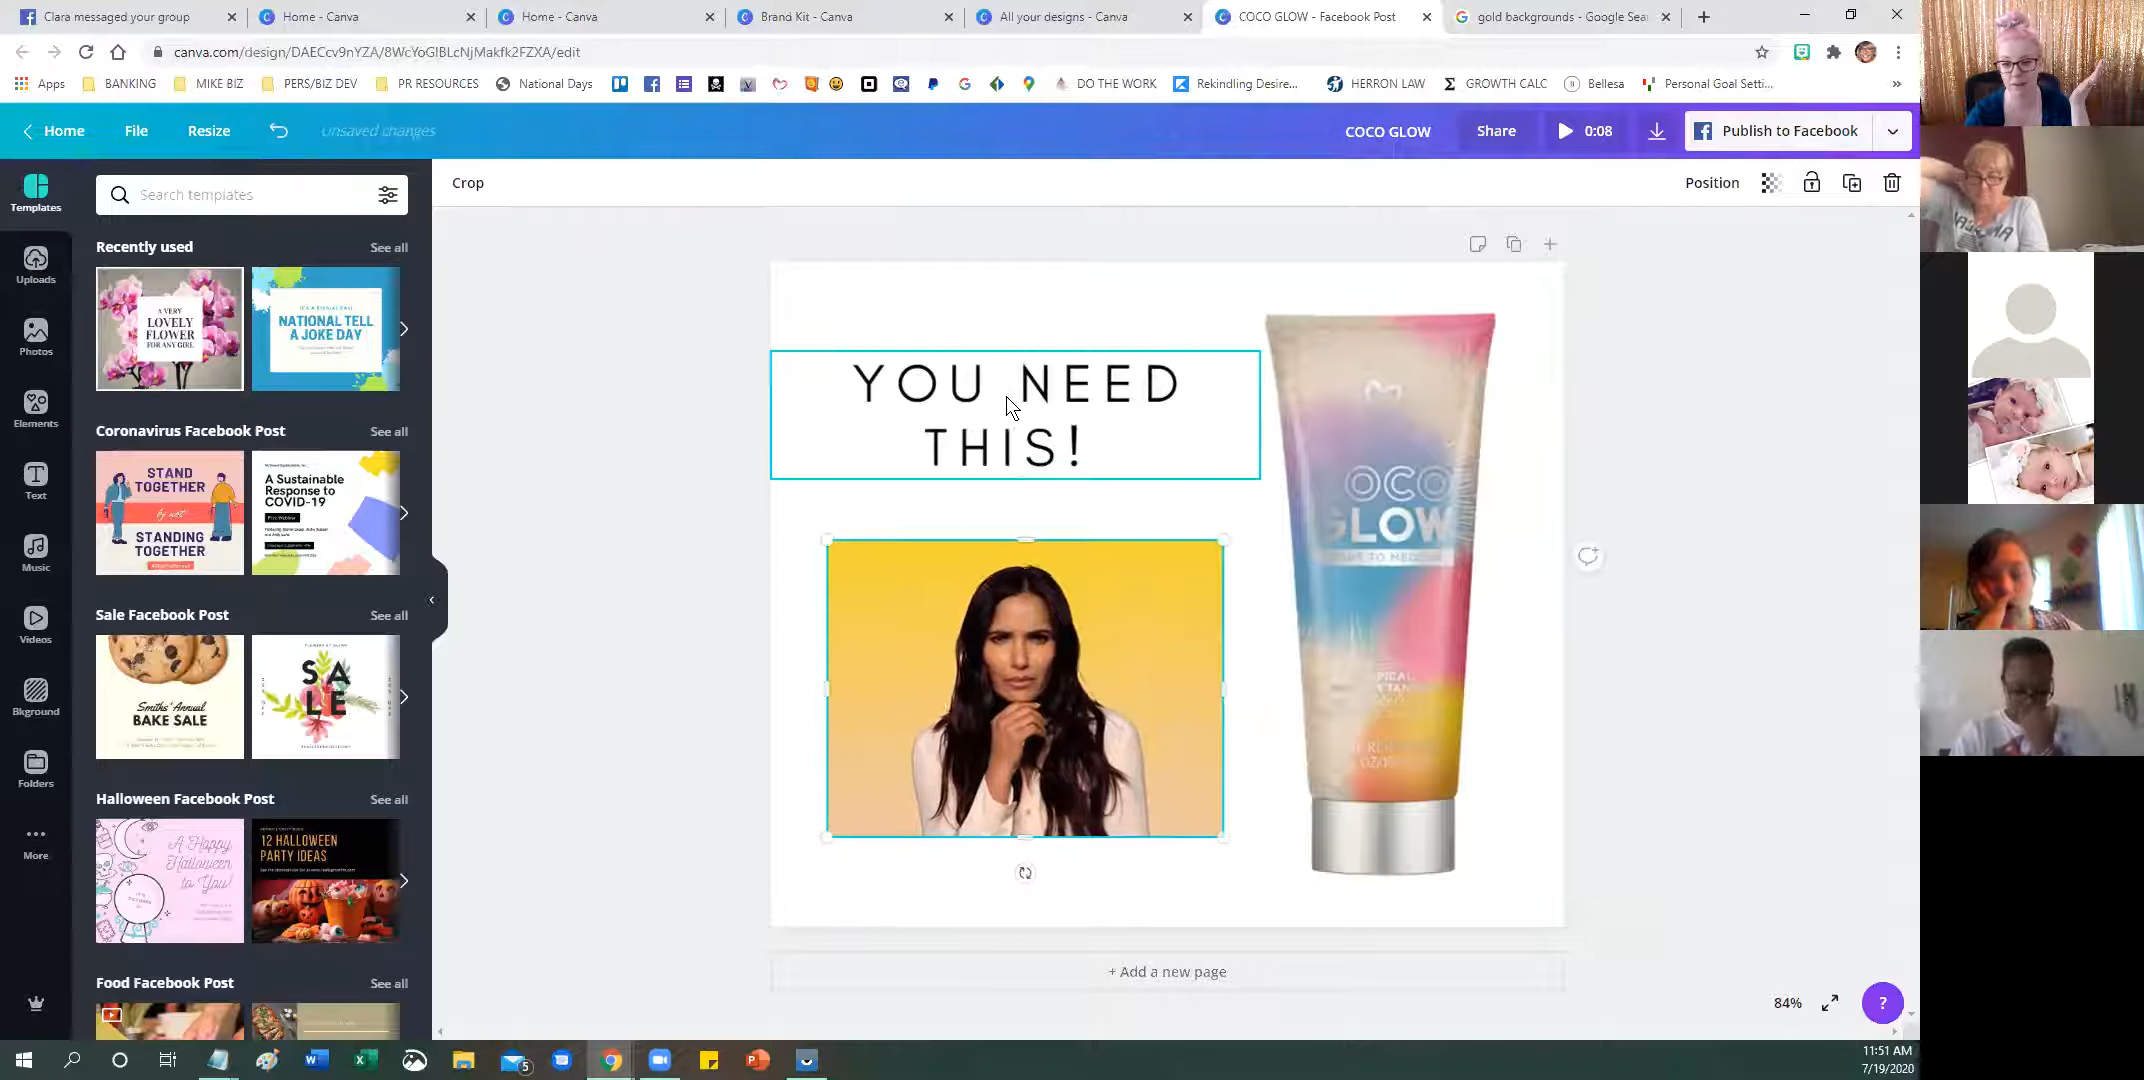 Clara messaged your group
Home - Canva
Home - Canva
Brand Kit - Canva
All your designs - Canva
COCO GLOW - Facebook Post
gold backgrounds - Google Sea
canva.com/design/DAECcv9nYZA/8WcYoGIBLcNjMakfk2FZXA/edit
Apps
BANKING
MIKE BIZ
PERS/BIZ DEV
PR RESOURCES
National Days
DO THE WORK
Rekindling Desire...
HERRON LAW
GROWTH CALC
Bellesa
Personal Goal Setti...
Home
File
Resize
Unsaved changes
COCO GLOW
Share
0:08
Publish to Facebook
Templates
Uploads
Photos
Elements
Text
Music
Videos
Bkground
Folders
More
Search templates
Recently used
See all
A VERY
LOVELY
FLOWER
FOR ANY GIRL
NATIONAL TELL
A JOKE DAY
Coronavirus Facebook Post
See all
STAND
TOGETHER
by not
STANDING
TOGETHER
A Sustainable
Response to
COVID-19
Sale Facebook Post
See all
Smiths' Annual
BAKE SALE
SA
LE
Halloween Facebook Post
See all
A Happy
Halloween
to You!
12 HALLOWEEN
PARTY IDEAS
Food Facebook Post
See all
Crop
Position
YOU NEED
THIS!
OCO
GLOW
+ Add a new page
84%
?
5
11:51 AM
7/19/2020